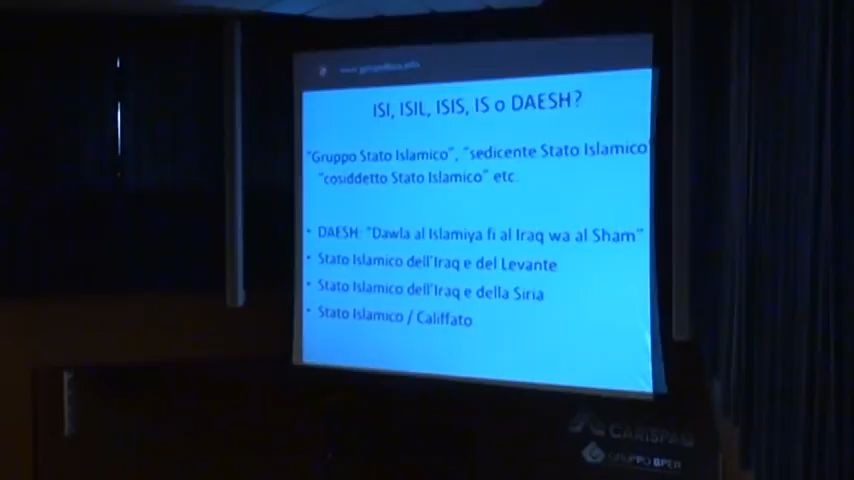 ISI, ISIL, ISIS, IS o DAESH?
"Gruppo Stato Islamico", "sedicente Stato Islamico
"cosiddetto Stato Islamico" etc.
• DAESH: "Dawla al Islamiya fi al Iraq wa al Sham"
• Stato Islamico dell'Iraq e del Levante
• Stato Islamico dell'Iraq e della Siria
• Stato Islamico / Califfato
CARISPAQ
GRUPPO BPER